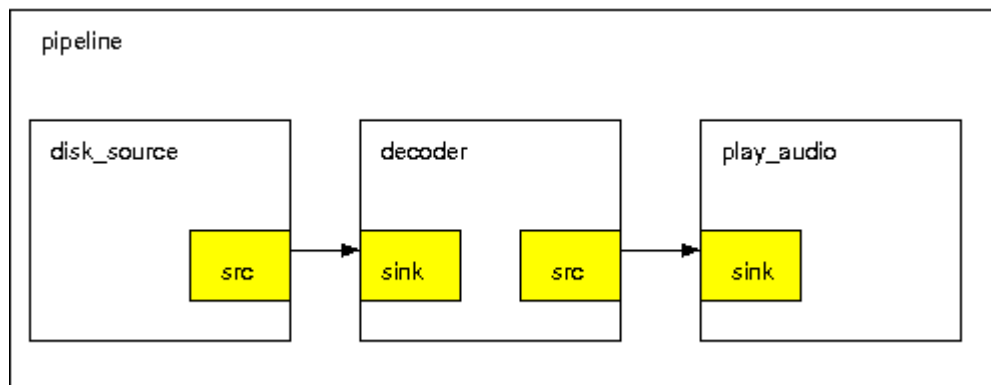 pipeline
disk_source
decoder
play_audio
src
sink
src
sink